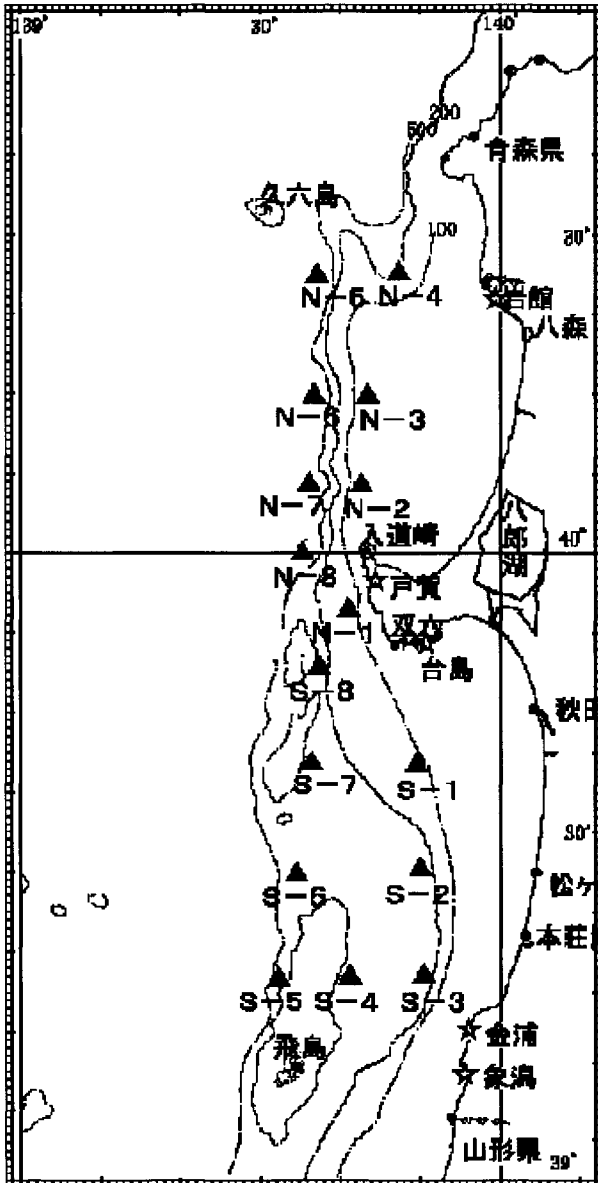 139° 30' 140°
200
500
青森県
久六島
100
30'
N-5 N-4
岩館
八森
N-6 N-3
N-7 N-2
八郎湖
入道崎
40°
N-8
戸賀
N-1 双六
台島
S-8
秋田
S-7 S-1
30'
S-6 S-2
松ヶ
本荘
S-5 S-4 S-3
飛島
金浦
象潟
山形県
39°